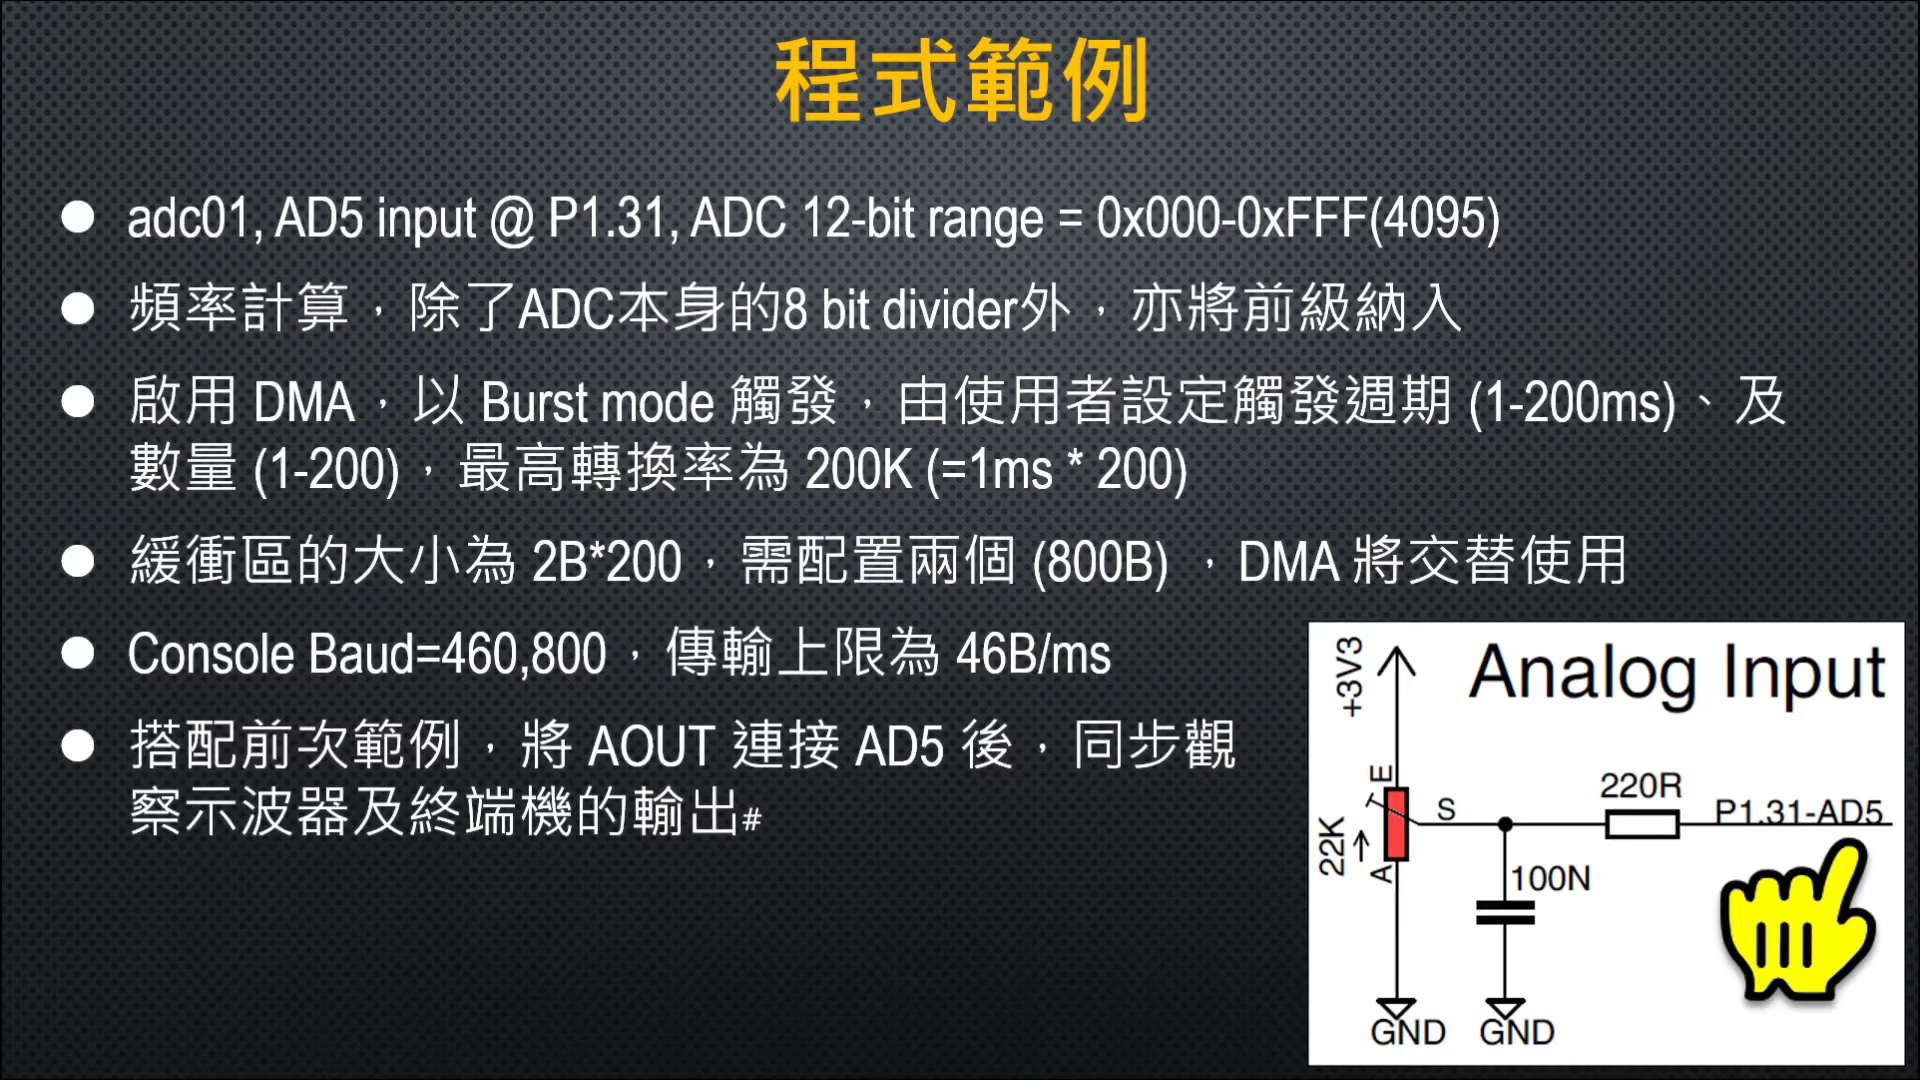 程式範例
● adc01, AD5 input @ P1.31, ADC 12-bit range = 0x000-0xFFF(4095)
● 頻率計算，除了ADC本身的8 bit divider外，亦將前級納入
● 啟用 DMA，以 Burst mode 觸發，由使用者設定觸發週期 (1-200ms)、及
數量 (1-200)，最高轉換率為 200K (=1ms * 200)
● 緩衝區的大小為 2B*200，需配置兩個 (800B) ，DMA 將交替使用
● Console Baud=460,800，傳輸上限為 46B/ms
● 搭配前次範例，將 AOUT 連接 AD5 後，同步觀
察示波器及終端機的輸出#
Analog Input
+3V3
E
S
220R
P1.31-AD5
22K
A
100N
GND
GND